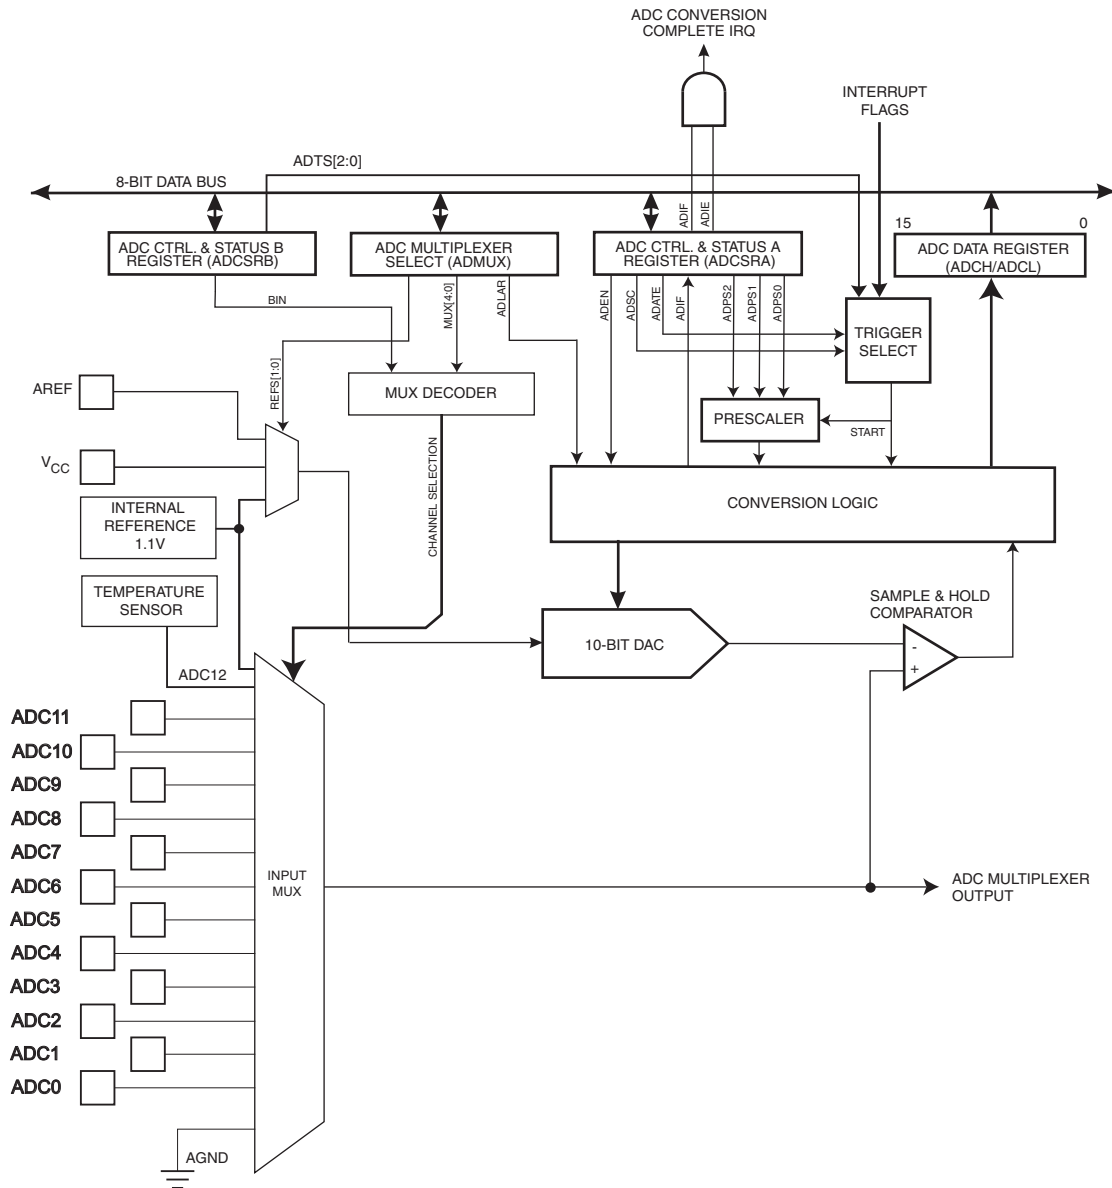 ADC CONVERSION
COMPLETE IRQ
INTERRUPT
FLAGS
ADTS[2:0]
8-BIT DATA BUS
ADIF
ADIE
15
0
ADC CTRL. & STATUS B
REGISTER (ADCSRB)
ADC MULTIPLEXER
SELECT (ADMUX)
ADC CTRL. & STATUS A
REGISTER (ADCSRA)
ADC DATA REGISTER
(ADCH/ADCL)
BIN
MUX[4:0]
ADLAR
ADEN
ADSC
ADATE
ADIF
ADPS2
ADPS1
ADPS0
TRIGGER
SELECT
REFS[1:0]
MUX DECODER
AREF
PRESCALER
START
VCC
CHANNEL SELECTION
CONVERSION LOGIC
INTERNAL
REFERENCE
1.1V
TEMPERATURE
SENSOR
SAMPLE & HOLD
COMPARATOR
10-BIT DAC
-
+
ADC12
ADC11
ADC10
ADC9
ADC8
ADC7
ADC6
INPUT
MUX
ADC MULTIPLEXER
OUTPUT
ADC5
ADC4
ADC3
ADC2
ADC1
ADC0
AGND